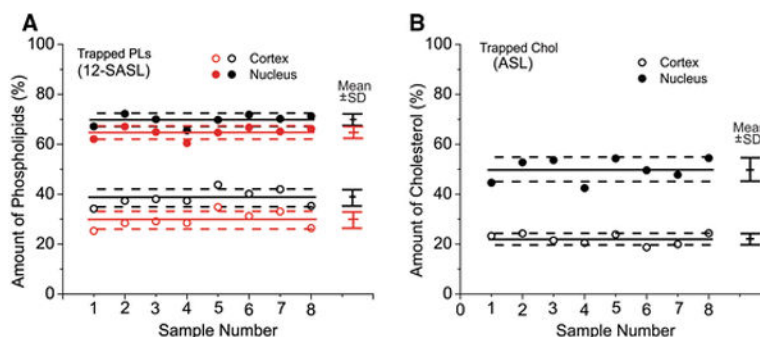 A
Trapped PLs
(12-SASL)
Cortex
Nucleus
Mean
±SD
Amount of Phospholipids (%)
100
80
60
40
20
0
1 2 3 4 5 6 7 8
Sample Number
B
Trapped Chol
(ASL)
Cortex
Nucleus
Mean
±SD
Amount of Cholesterol (%)
100
80
60
40
20
0
0 1 2 3 4 5 6 7 8
Sample Number